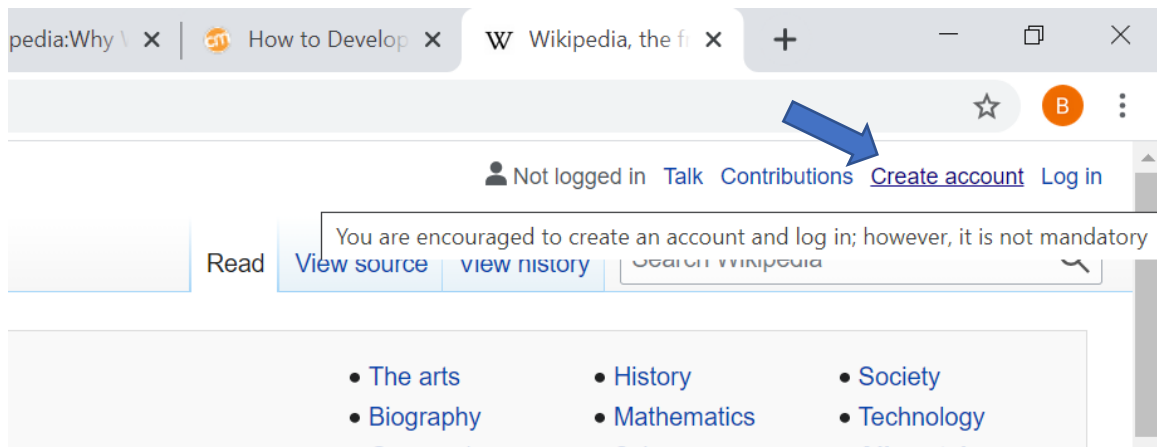 pedia:Why How to Develop W Wikipedia, the f
B
Not logged in Talk Contributions Create account Log in
You are encouraged to create an account and log in; however, it is not mandatory
Read View source View history Search Wikipedia
The arts History Society
Biography Mathematics Technology